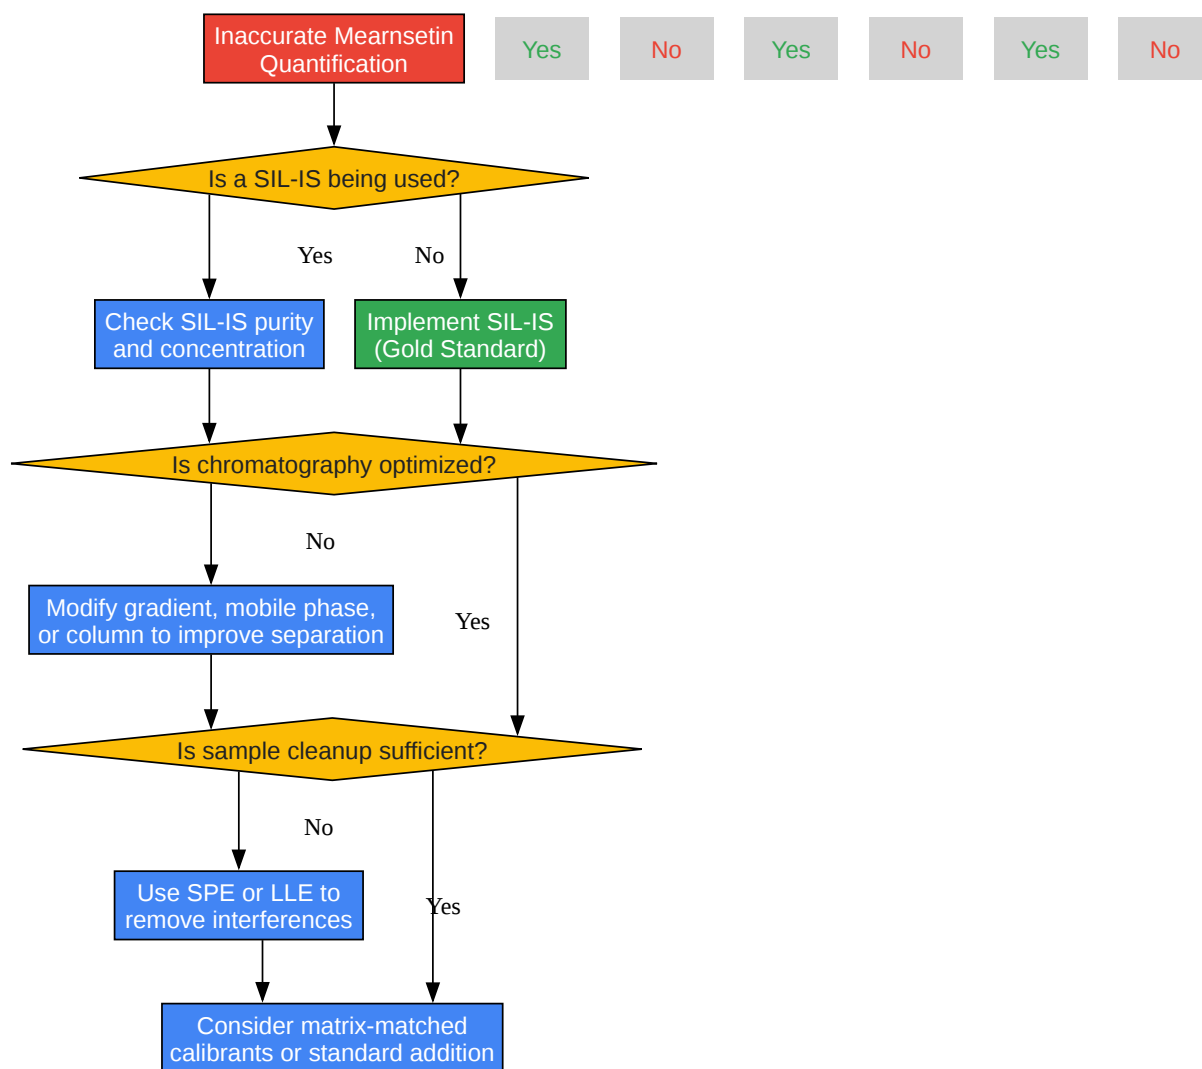 Inaccurate Mearnsetin
Quantification
Yes
No
Yes
No
Yes
No
Is a SIL-IS being used?
Yes
No
Check SIL-IS purity
and concentration
Implement SIL-IS
(Gold Standard)
Is chromatography optimized?
No
Modify gradient, mobile phase,
or column to improve separation
Yes
Is sample cleanup sufficient?
No
Use SPE or LLE to
remove interferences
Yes
Consider matrix-matched
calibrants or standard addition